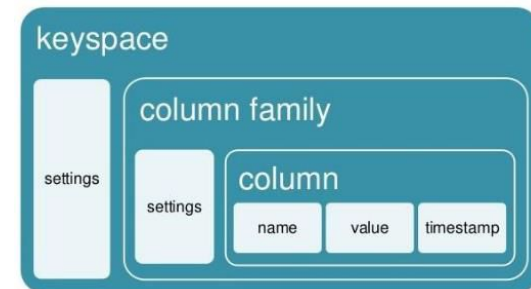 keyspace
settings
column family
settings
column
name value timestamp